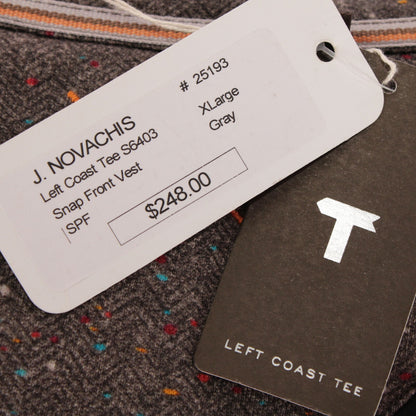 # 25193
J. NOVACHIS
Left Coast Tee S6403
XLarge
Snap Front Vest
Gray
SPF
$248.00
T
LEFT COAST TEE